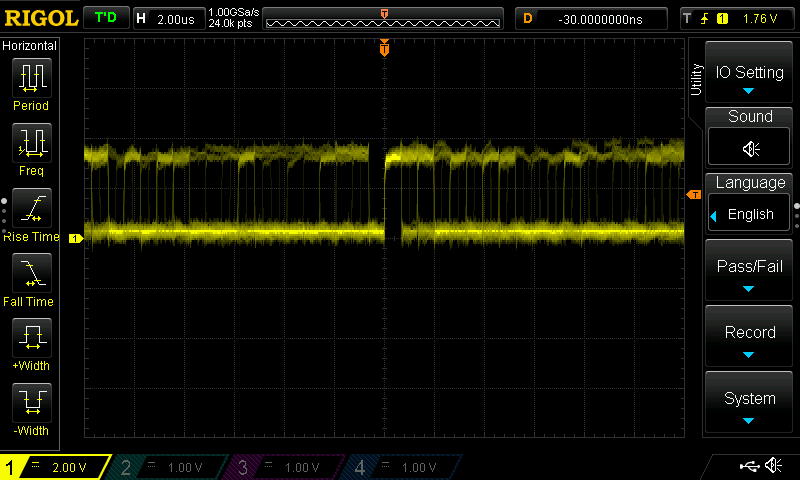 RIGOL T'D H 2.00us 1.00GSa/s 24.0k pts T D -30.0000000ns T 1 1.76 V
Horizontal
Period
Freq
Rise Time
Fall Time
+Width
-Width
T
T
1
Utility
IO Setting
Sound
Language
English
Pass/Fail
Record
System
1 2.00 V 2 1.00 V 3 1.00 V 4 1.00 V